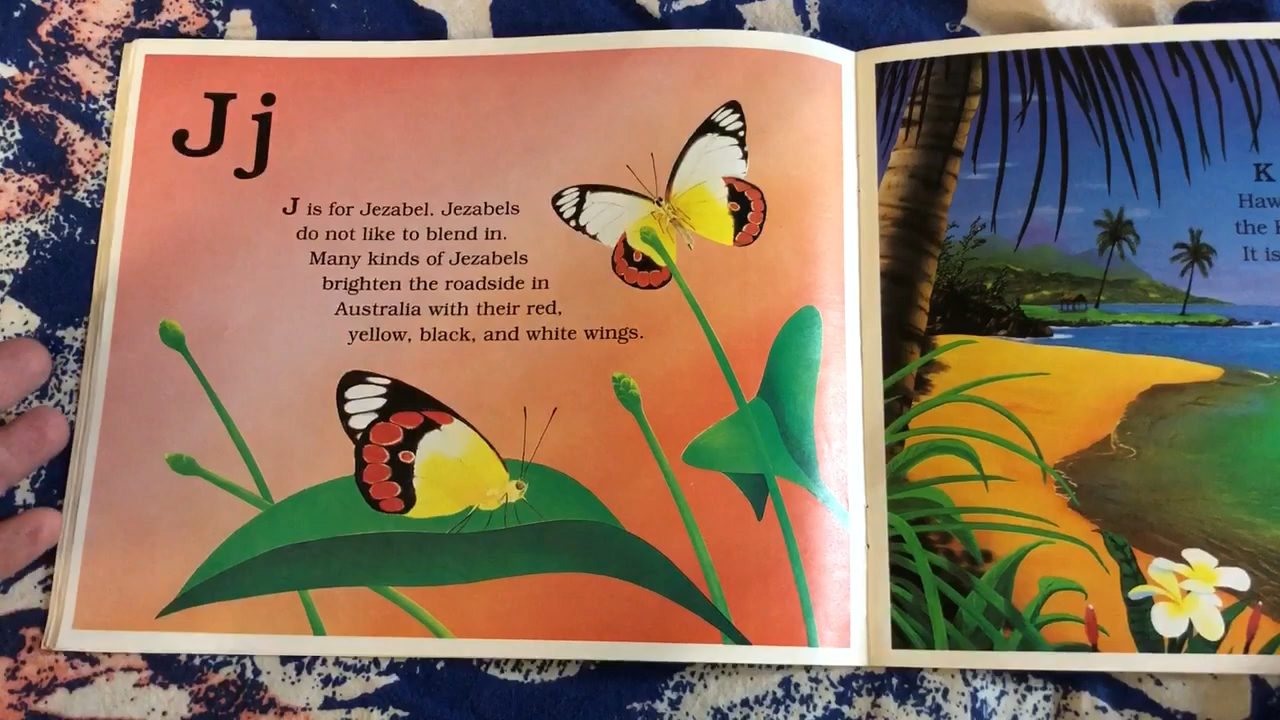 Jj
J is for Jezabel. Jezabels
do not like to blend in.
Many kinds of Jezabels
brighten the roadside in
Australia with their red,
yellow, black, and white wings.
K
Haw
the
It is